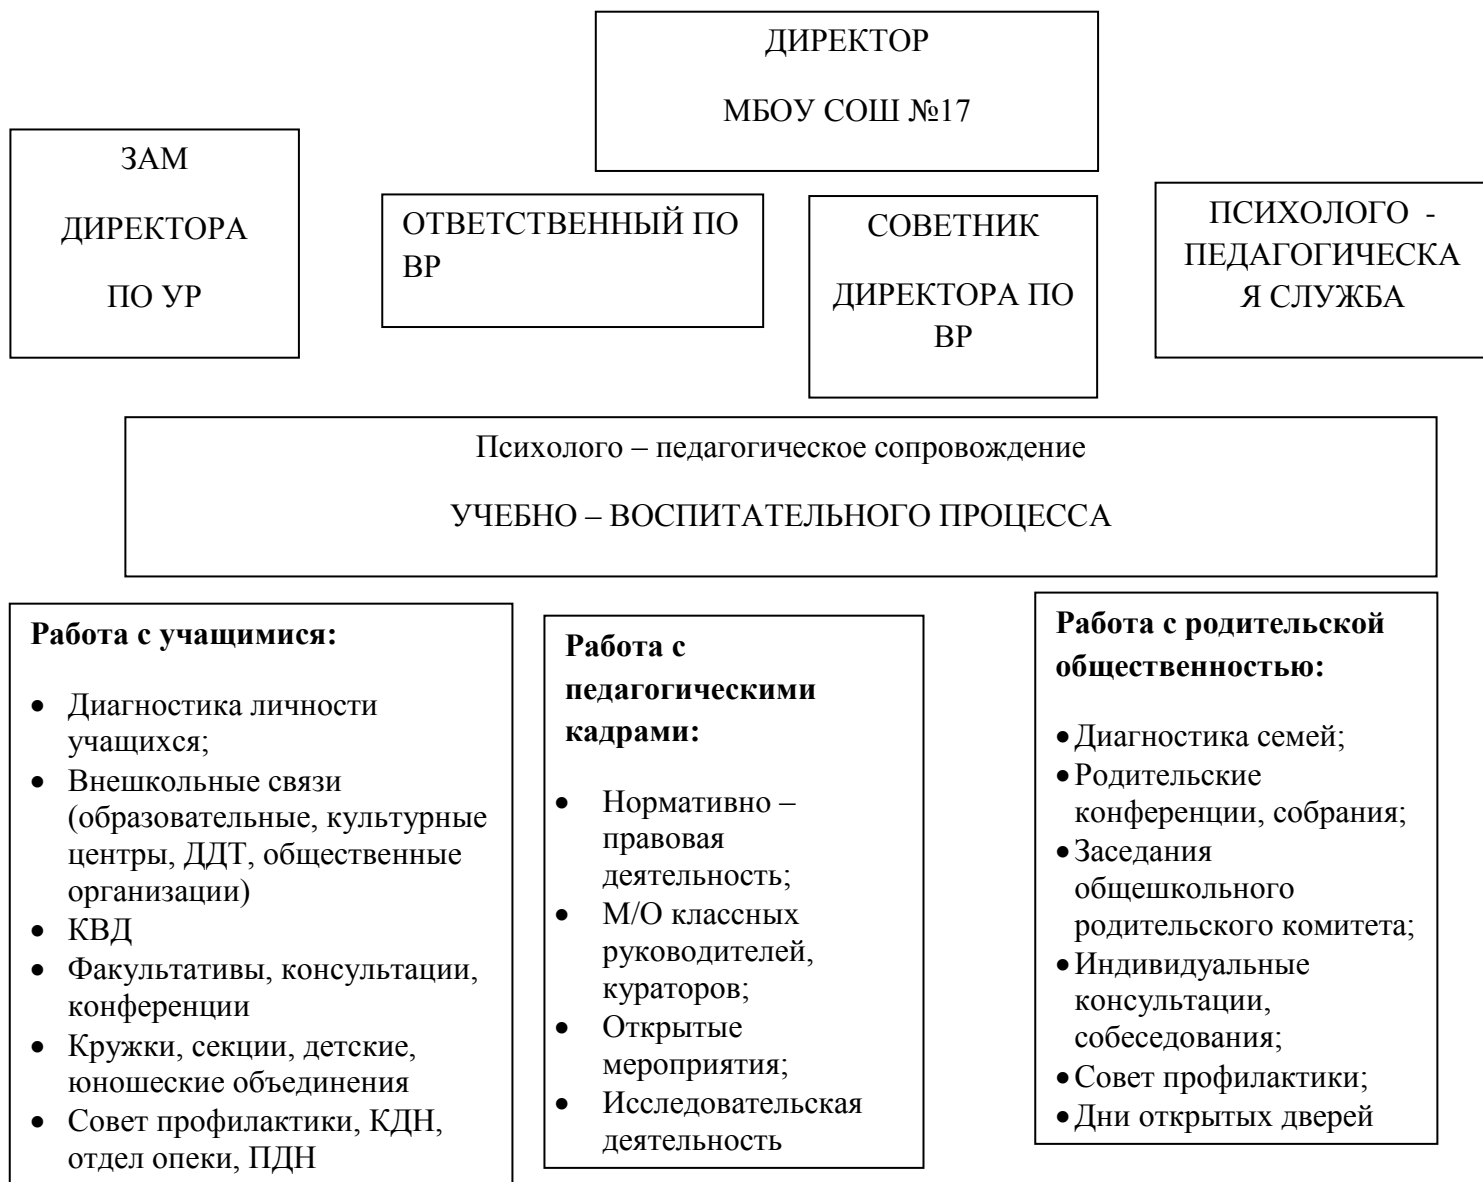 ДИРЕКТОР
МБОУ СОШ №17
ЗАМ
ДИРЕКТОРА
ПО УР
ОТВЕТСТВЕННЫЙ ПО
ВР
СОВЕТНИК
ДИРЕКТОРА ПО
ВР
ПСИХОЛОГО -
ПЕДАГОГИЧЕСКА
Я СЛУЖБА
Психолого – педагогическое сопровождение
УЧЕБНО – ВОСПИТАТЕЛЬНОГО ПРОЦЕССА
Работа с учащимися:
• Диагностика личности
учащихся;
• Внешкольные связи
(образовательные, культурные
центры, ДДТ, общественные
организации)
• КВД
• Факультативы, консультации,
конференции
• Кружки, секции, детские,
юношеские объединения
• Совет профилактики, КДН,
отдел опеки, ПДН
Работа с
педагогическими
кадрами:
• Нормативно –
правовая
деятельность;
• М/О классных
руководителей,
кураторов;
• Открытые
мероприятия;
• Исследовательская
деятельность
Работа с родительской
общественностью:
• Диагностика семей;
• Родительские
конференции, собрания;
• Заседания
общешкольного
родительского комитета;
• Индивидуальные
консультации,
собеседования;
• Совет профилактики;
• Дни открытых дверей